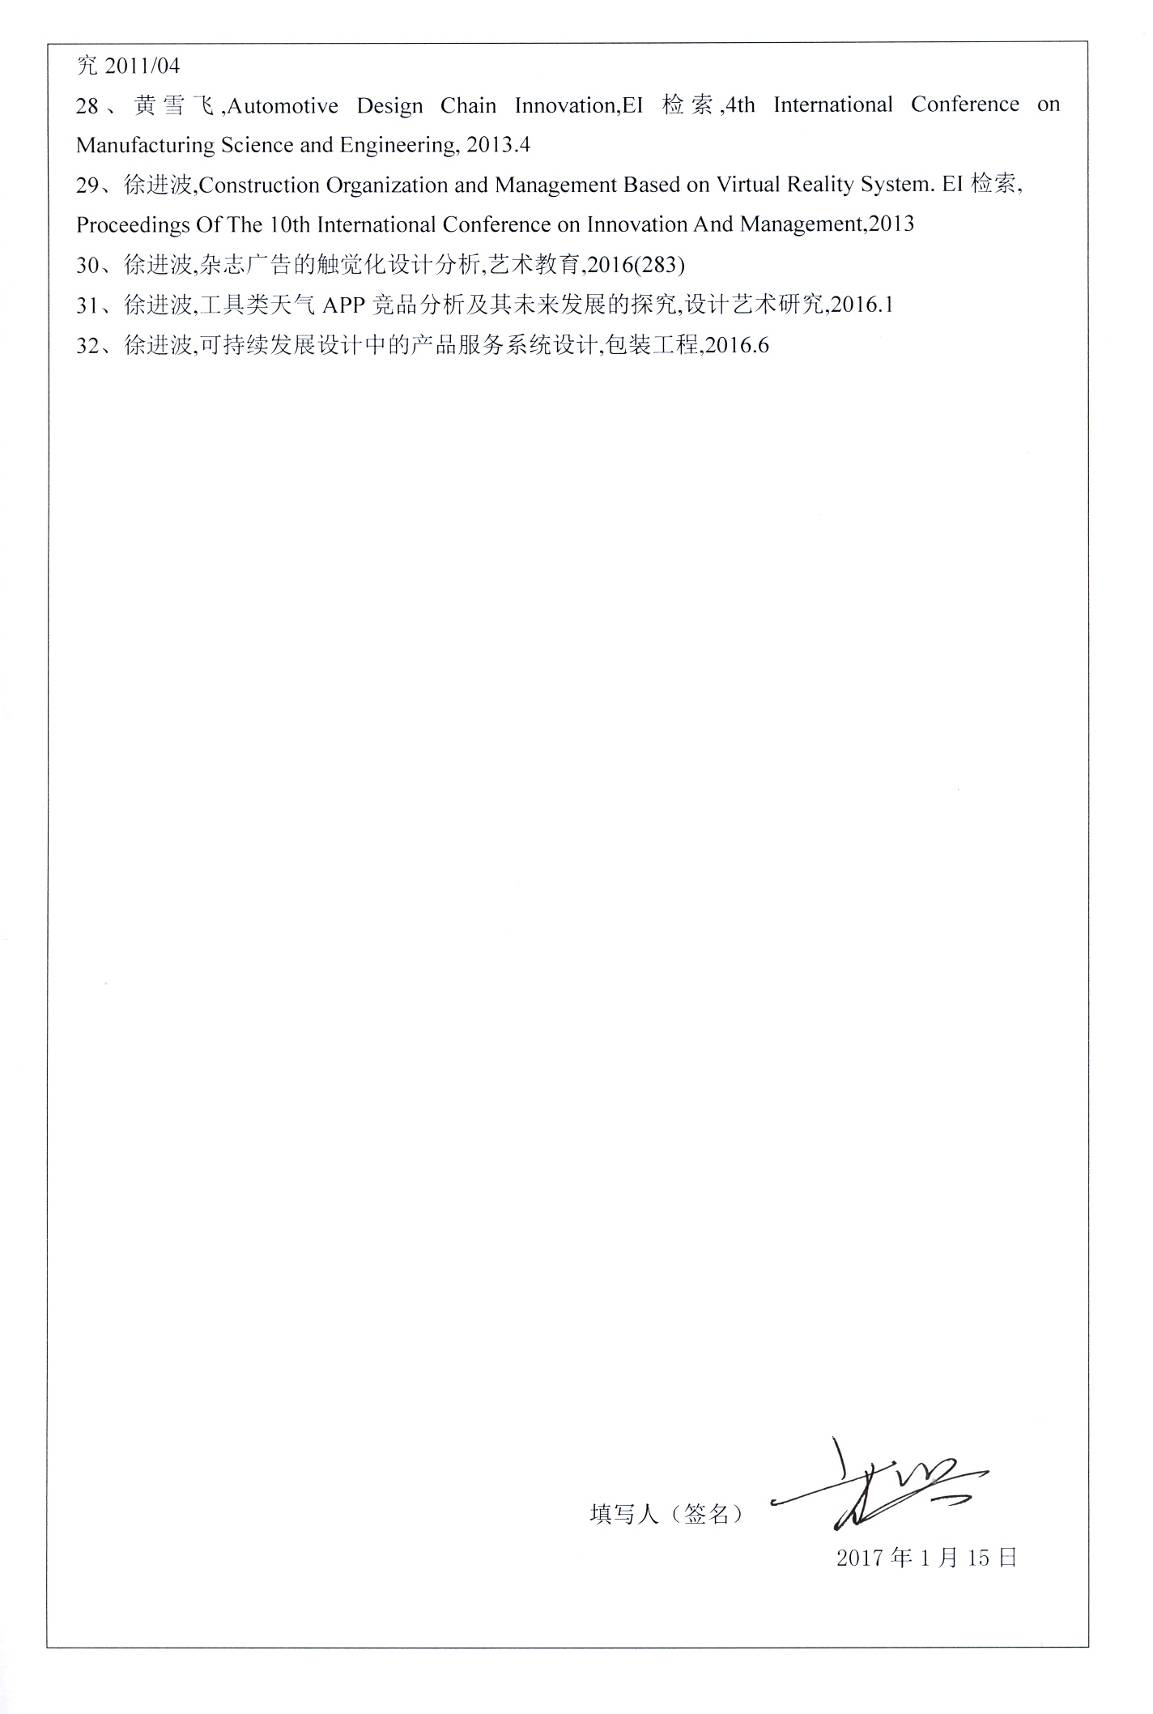 究 2011/04
28、黄雪飞,Automotive Design Chain Innovation,EI 检索,4th International Conference on
Manufacturing Science and Engineering, 2013.4
29、徐进波,Construction Organization and Management Based on Virtual Reality System. EI 检索,
Proceedings Of The 10th International Conference on Innovation And Management,2013
30、徐进波,杂志广告的触觉化设计分析,艺术教育,2016(283)
31、徐进波,工具类天气 APP 竞品分析及其未来发展的探究,设计艺术研究,2016.1
32、徐进波,可持续发展设计中的产品服务系统设计,包装工程,2016.6
填写人（签名）
2017 年 1 月 15 日